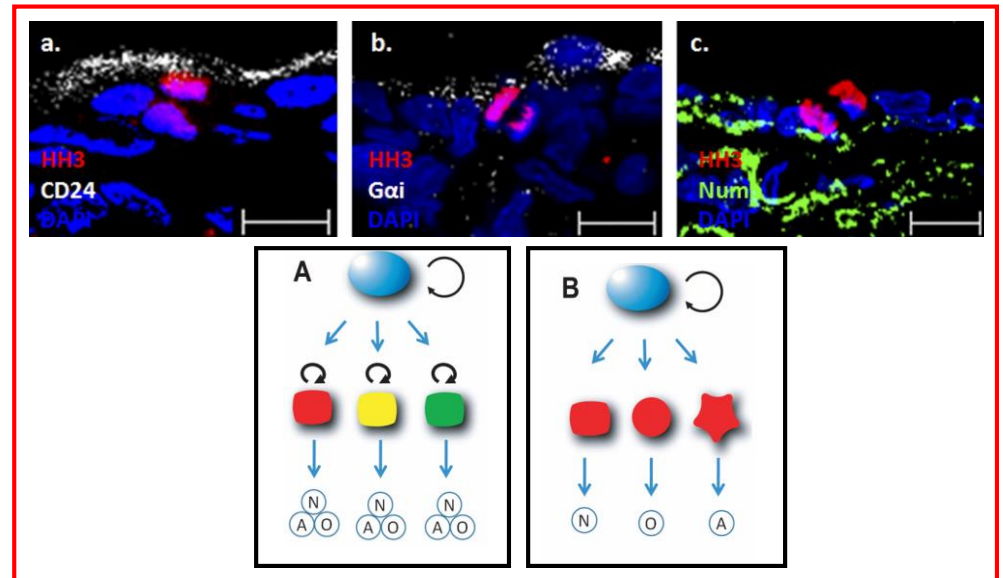 a.
HH3
CD24
DAPI
b.
HH3
Gαi
DAPI
c.
HH3
Num
DAPI
A
N
A O
N
A O
N
A O
B
N
O
A